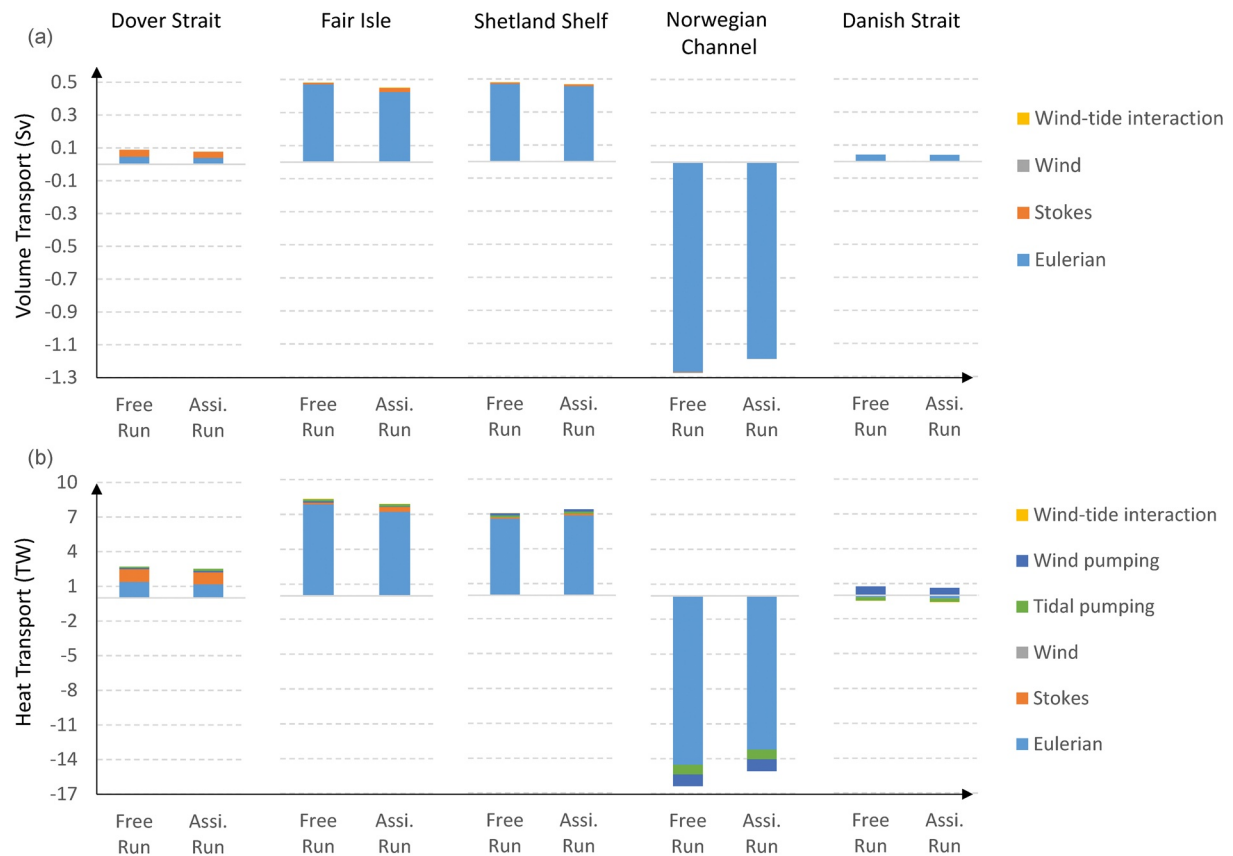 Dover Strait
Fair Isle
Shetland Shelf
Norwegian
Channel
Danish Strait
(a)
Volume Transport (Sv)
0.5
0.3
0.1
-0.1
-0.3
-0.5
-0.7
-0.9
-1.1
-1.3
Free Run
Assi. Run
Free Run
Assi. Run
Free Run
Assi. Run
Free Run
Assi. Run
Free Run
Assi. Run
Wind-tide interaction
Wind
Stokes
Eulerian
(b)
Heat Transport (TW)
10
7
4
1
-2
-5
-8
-11
-14
-17
Free Run
Assi. Run
Free Run
Assi. Run
Free Run
Assi. Run
Free Run
Assi. Run
Free Run
Assi. Run
Wind-tide interaction
Wind pumping
Tidal pumping
Wind
Stokes
Eulerian